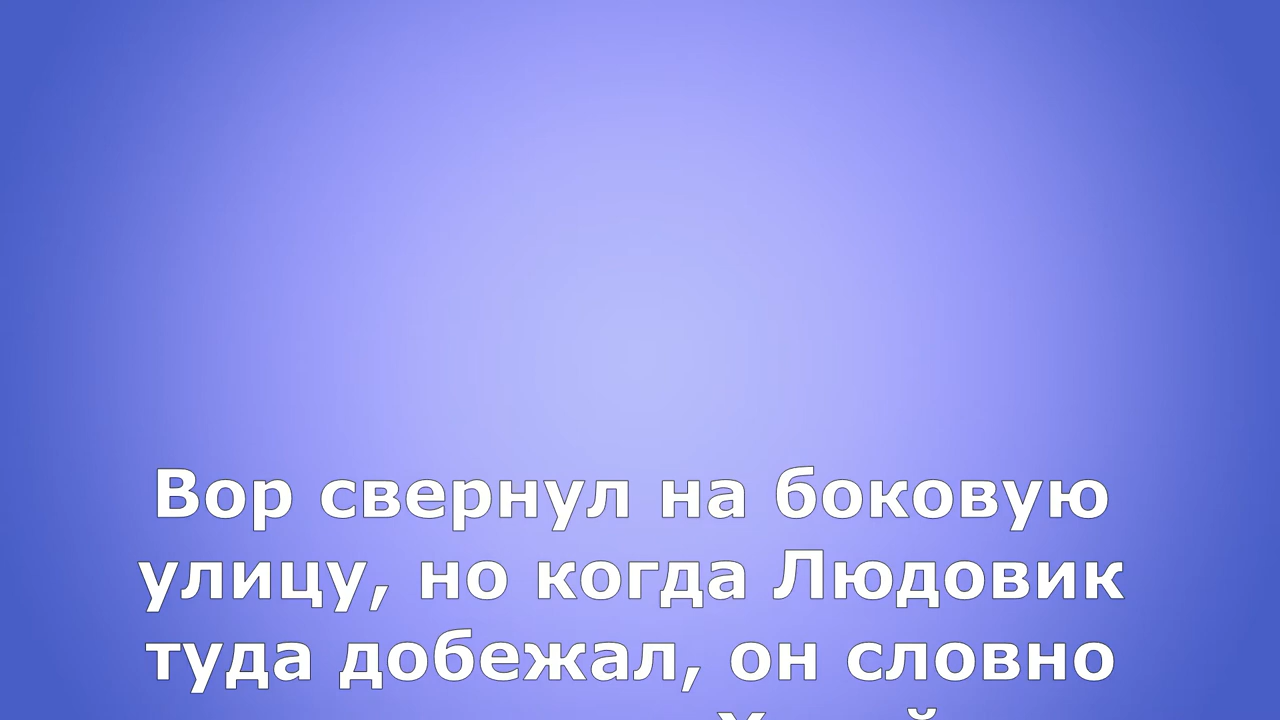 Вор свернул на боковую
улицу, но когда Людовик
туда добежал, он словно